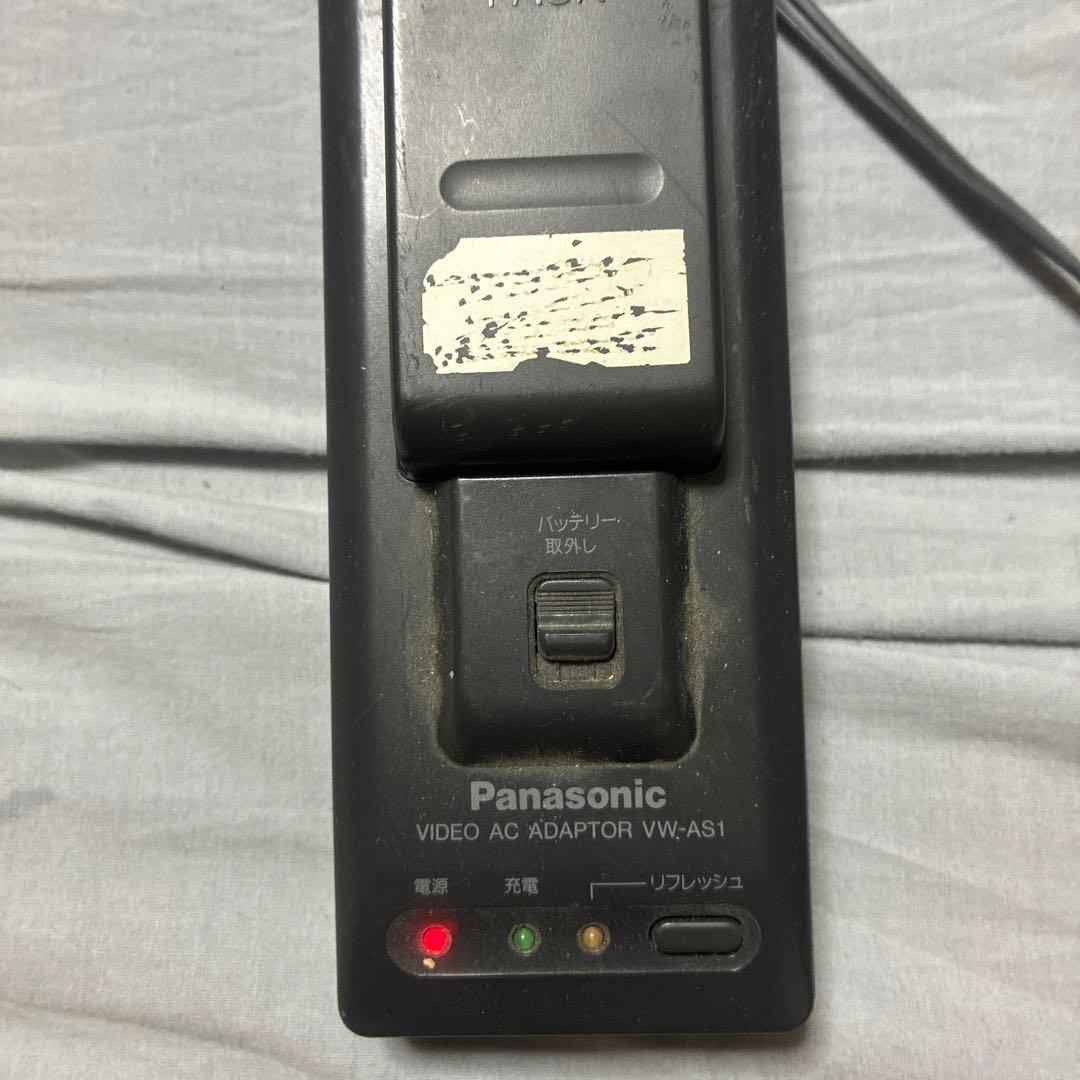 バッテリー
取外し
Panasonic
VIDEO AC ADAPTOR VW-AS1
電源 充電 リフレッシュ